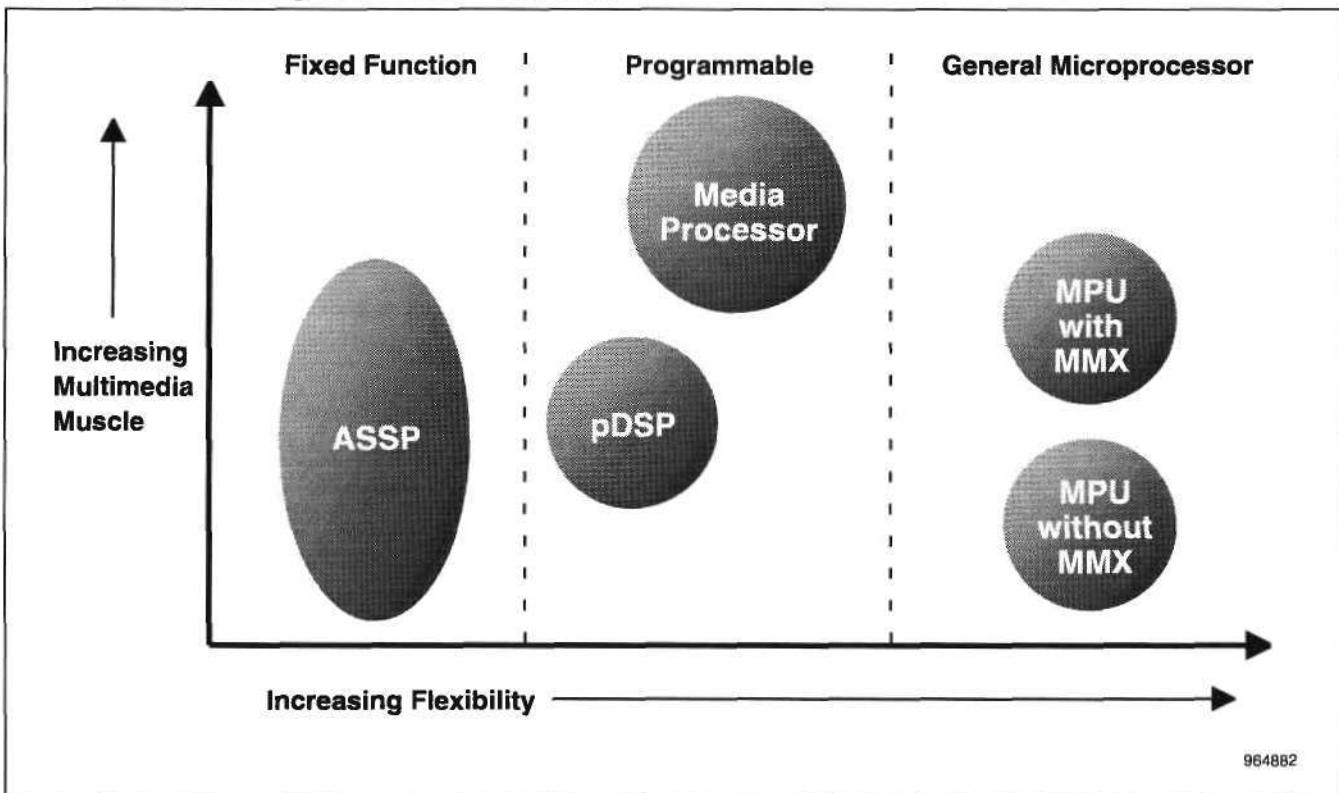 Fixed Function
Programmable
General Microprocessor
Media
Processor
MPU
with
MMX
Increasing
Multimedia
Muscle
ASSP
pDSP
MPU
without
MMX
Increasing Flexibility
964882